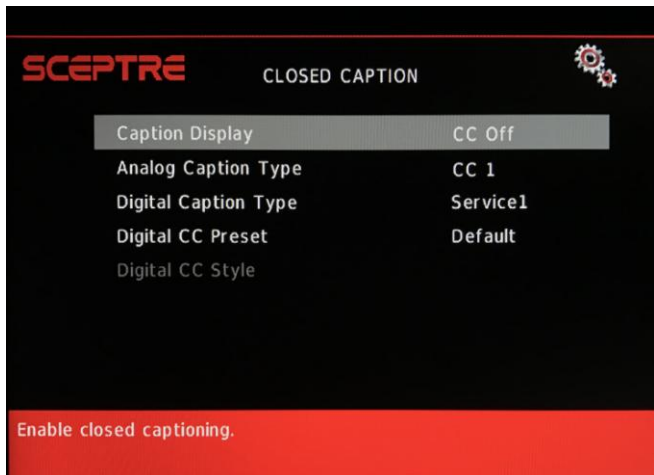 SCEPTRE
CLOSED CAPTION
Caption Display CC Off
Analog Caption Type CC 1
Digital Caption Type Service1
Digital CC Preset Default
Digital CC Style
Enable closed captioning.